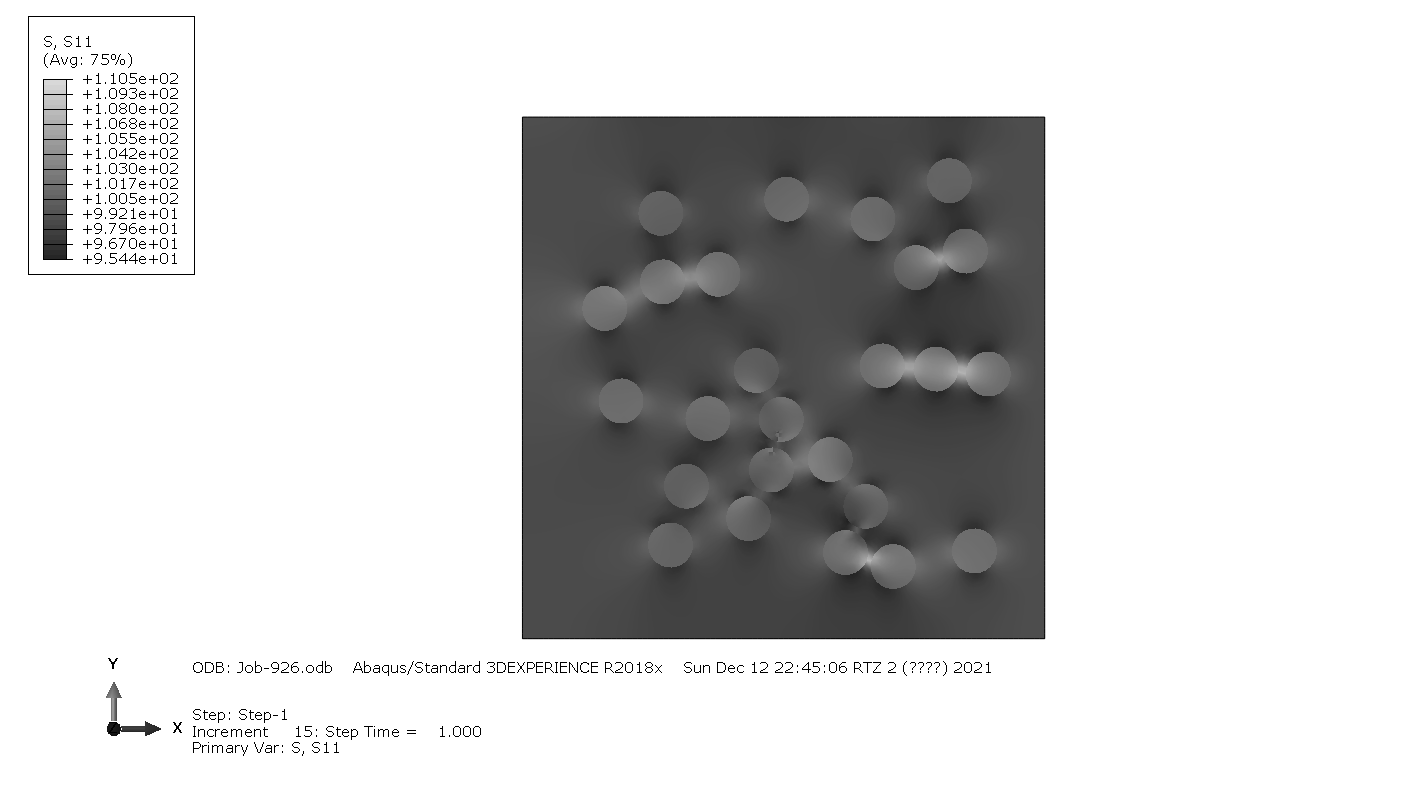 S, S11
(Avg: 75%)
+1.105e+02
+1.093e+02
+1.080e+02
+1.068e+02
+1.055e+02
+1.042e+02
+1.030e+02
+1.017e+02
+1.005e+02
+9.921e+01
+9.796e+01
+9.670e+01
+9.544e+01
Y
X
ODB: Job-926.odb Abaqus/Standard 3DEXPERIENCE R2018x Sun Dec 12 22:45:06 RTZ 2 (????) 2021
Step: Step-1
Increment 15: Step Time = 1.000
Primary Var: S, S11